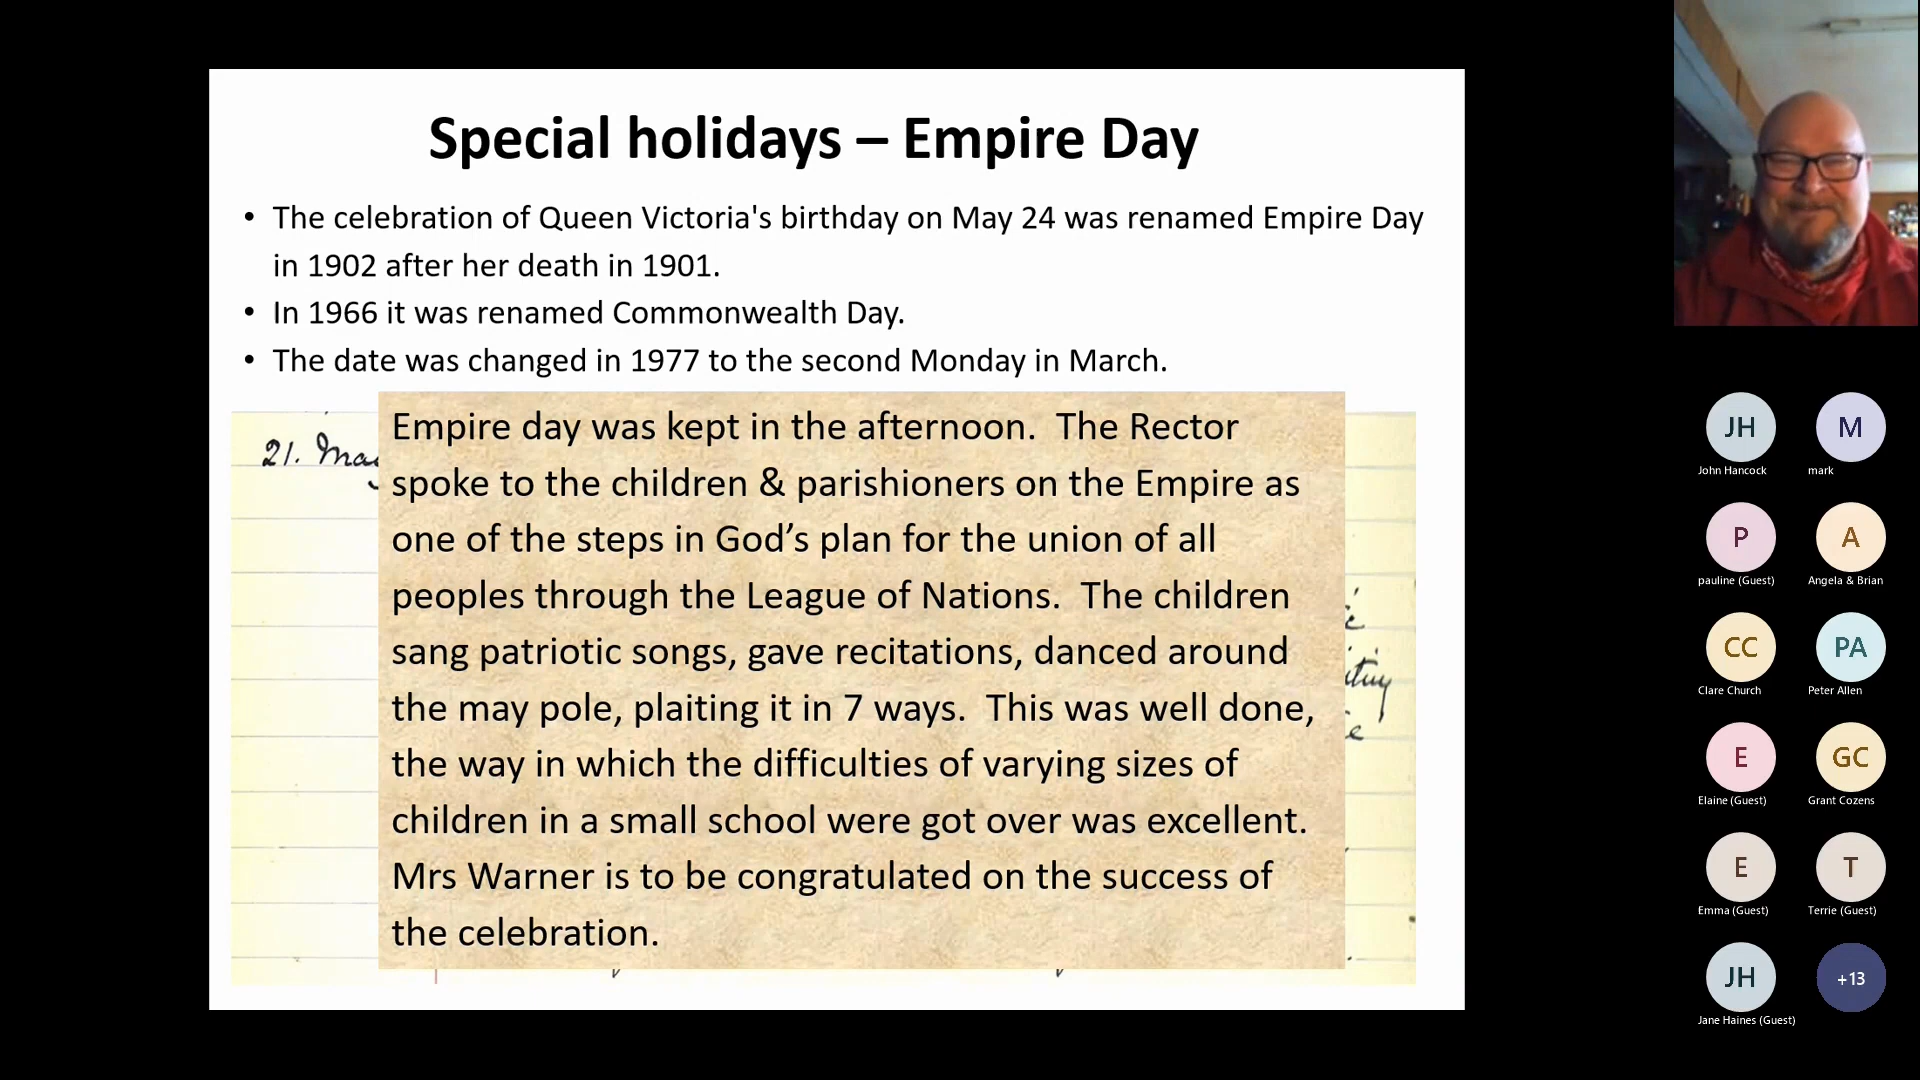 Special holidays – Empire Day
• The celebration of Queen Victoria's birthday on May 24 was renamed Empire Day
in 1902 after her death in 1901.
• In 1966 it was renamed Commonwealth Day.
• The date was changed in 1977 to the second Monday in March.
21.
Empire day was kept in the afternoon.  The Rector
spoke to the children & parishioners on the Empire as
one of the steps in God’s plan for the union of all
peoples through the League of Nations.  The children
sang patriotic songs, gave recitations, danced around
the may pole, plaiting it in 7 ways.  This was well done,
the way in which the difficulties of varying sizes of
children in a small school were got over was excellent.
Mrs Warner is to be congratulated on the success of
the celebration.
JH
M
John Hancock
mark
P
A
pauline (Guest)
Angela & Brian
CC
PA
Clare Church
Peter Allen
E
GC
Elaine (Guest)
Grant Cozens
E
T
Emma (Guest)
Terrie (Guest)
JH
+13
Jane Haines (Guest)